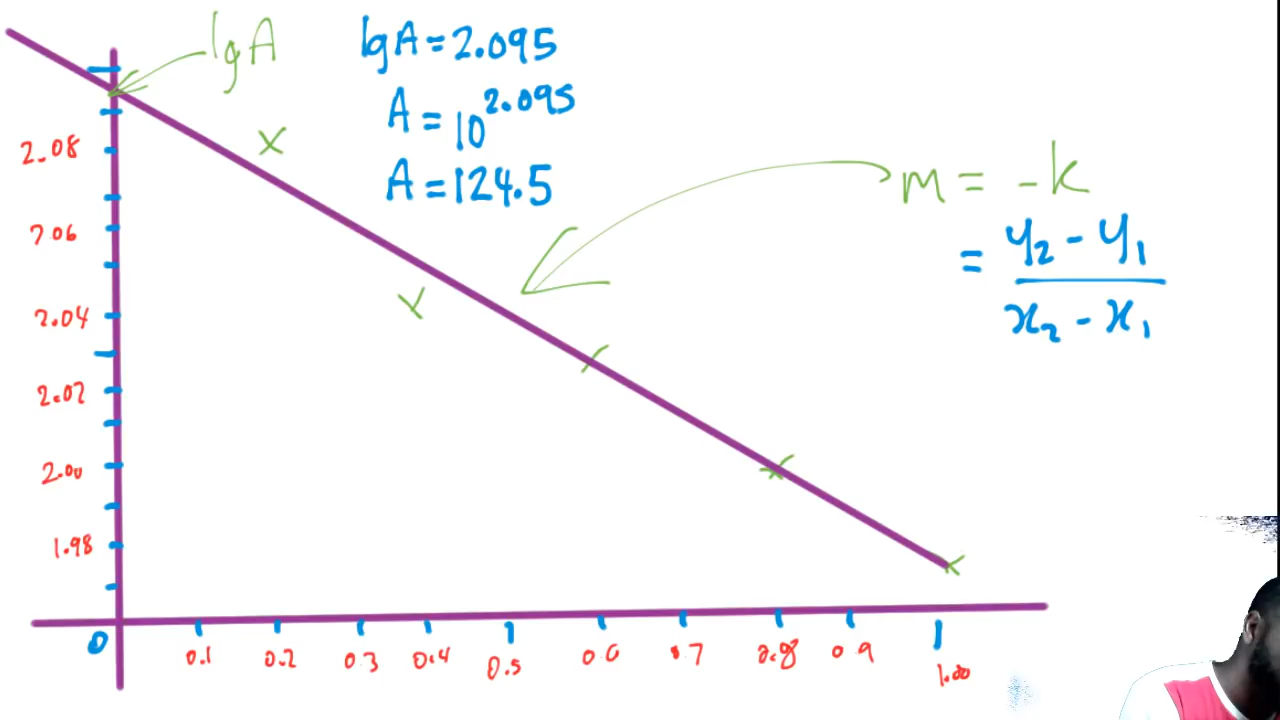 lgA
lgA = 2.095
A = 10^2.095
A = 124.5
m = -k
= y₂ - y₁
x₂ - x₁
2.08
2.06
2.04
2.02
2.00
1.98
0
0.1
0.2
0.3
0.4
0.5
0.6
0.7
0.8
0.9
1.00